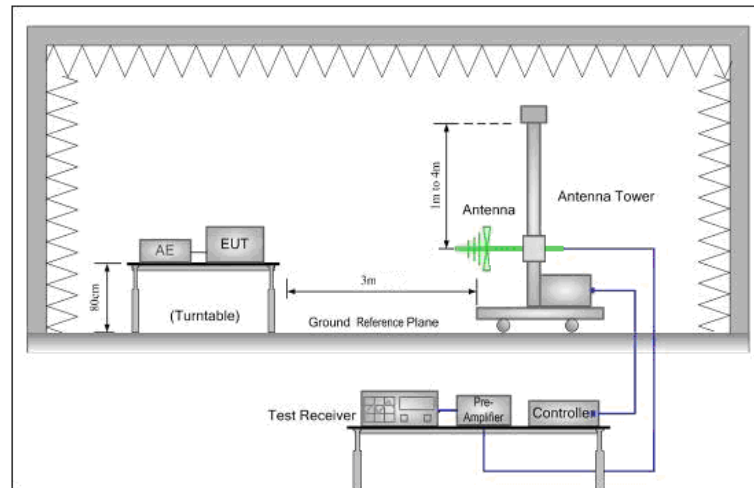 1m to 4m
Antenna
Antenna Tower
AE
EUT
80cm
(Turntable)
3m
Ground Reference Plane
Test Receiver
Pre-
Amplifier
Controlle